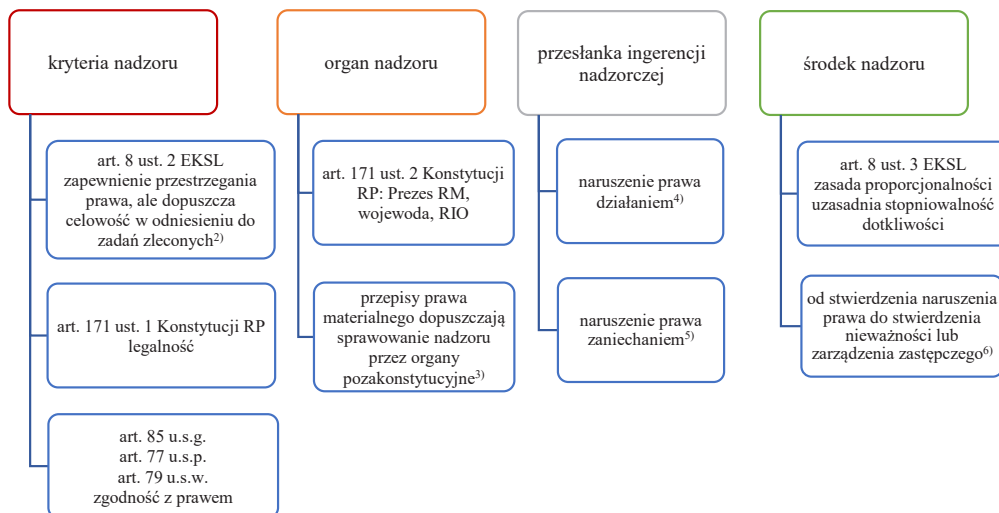 kryteria nadzoru
art. 8 ust. 2 EKSL
zapewnienie przestrzegania
prawa, ale dopuszcza
celowość w odniesieniu do
zadań zleconych2)
art. 171 ust. 1 Konstytucji RP
legalność
art. 85 u.s.g.
art. 77 u.s.p.
art. 79 u.s.w.
zgodność z prawem
organ nadzoru
art. 171 ust. 2 Konstytucji
RP: Prezes RM,
wojewoda, RIO
przepisy prawa
materialnego dopuszczają
sprawowanie nadzoru
przez organy
pozakonstytucyjne3)
przesłanka ingerencji
nadzorczej
naruszenie prawa
działaniem4)
naruszenie prawa
zaniechaniem5)
środek nadzoru
art. 8 ust. 3 EKSL
zasada proporcjonalności
uzasadnia stopniowalność
dotkliwości
od stwierdzenia naruszenia
prawa do stwierdzenia
nieważności lub
zarządzenia zastępczego6)